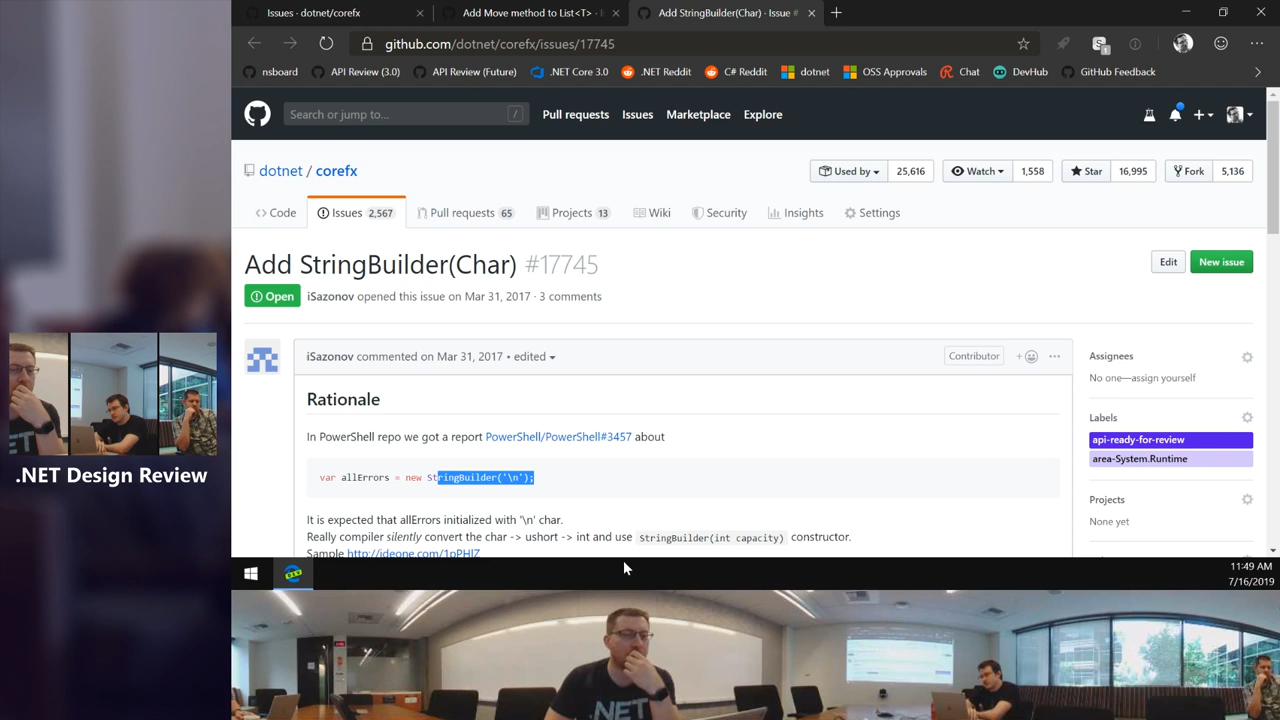 Issues · dotnet/corefx
Add Move method to List<T> · I
Add StringBuilder(Char) · Issue #
github.com/dotnet/corefx/issues/17745
nsboard
API Review (3.0)
API Review (Future)
.NET Core 3.0
.NET Reddit
C# Reddit
dotnet
OSS Approvals
Chat
DevHub
GitHub Feedback
Search or jump to...
/
Pull requests
Issues
Marketplace
Explore
dotnet / corefx
Used by 25,616
Watch 1,558
Star 16,995
Fork 5,136
Code
Issues 2,567
Pull requests 65
Projects 13
Wiki
Security
Insights
Settings
Add StringBuilder(Char) #17745
Edit
New issue
Open
iSazonov opened this issue on Mar 31, 2017 · 3 comments
iSazonov commented on Mar 31, 2017 • edited
Contributor
Rationale
In PowerShell repo we got a report PowerShell/PowerShell#3457 about
var allErrors = new StringBuilder('\n');
It is expected that allErrors initialized with '\n' char.
Really compiler silently convert the char -> ushort -> int and use StringBuilder(int capacity) constructor.
Sample http://ideone.com/1pPHlZ
Assignees
No one—assign yourself
Labels
api-ready-for-review
area-System.Runtime
Projects
None yet
11:49 AM
7/16/2019
.NET Design Review
.NET